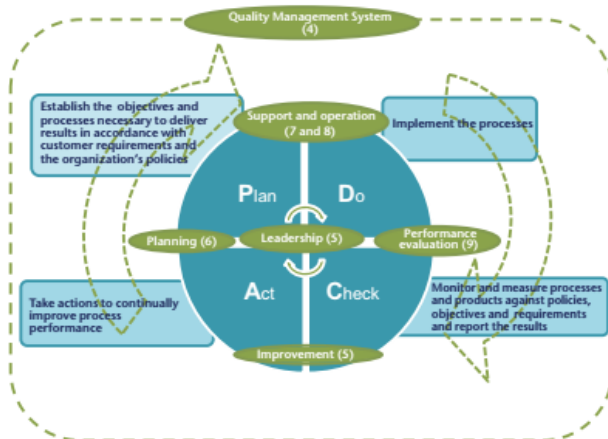 Quality Management System
(4)
Establish the objectives and
processes necessary to deliver
results in accordance with
customer requirements and
the organization's policies
Support and operation
(7 and 8)
Implement the processes
Plan
Do
Planning (6)
Leadership (5)
Performance
evaluation (9)
Act
Check
Take actions to continually
improve process
performance
Monitor and measure processes
and products against policies,
objectives and requirements
and report the results
Improvement (5)